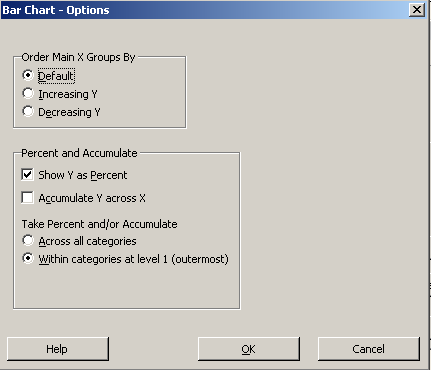 Bar Chart - Options
Order Main X Groups By
Default
Increasing Y
Decreasing Y
Percent and Accumulate
Show Y as Percent
Accumulate Y across X
Take Percent and/or Accumulate
Across all categories
Within categories at level 1 (outermost)
Help
OK
Cancel